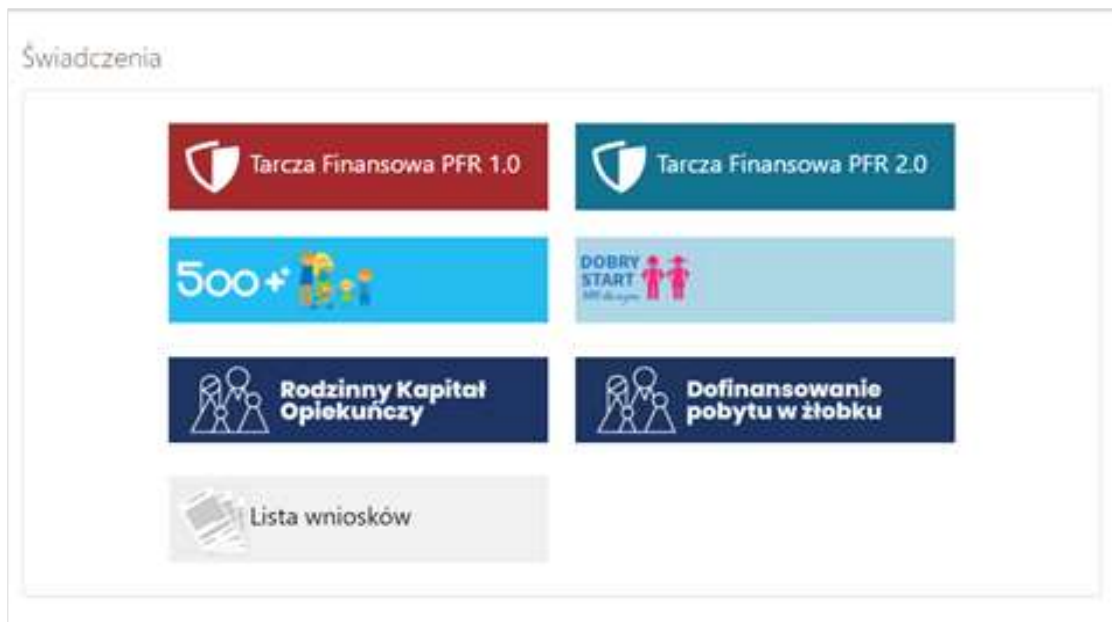 Świadczenia
Tarcza Finansowa PFR 1.0
Tarcza Finansowa PFR 2.0
500+
DOBRY
START
Rodzinny Kapitał
Opiekuńczy
Dofinansowanie
pobytu w żłobku
Lista wniosków